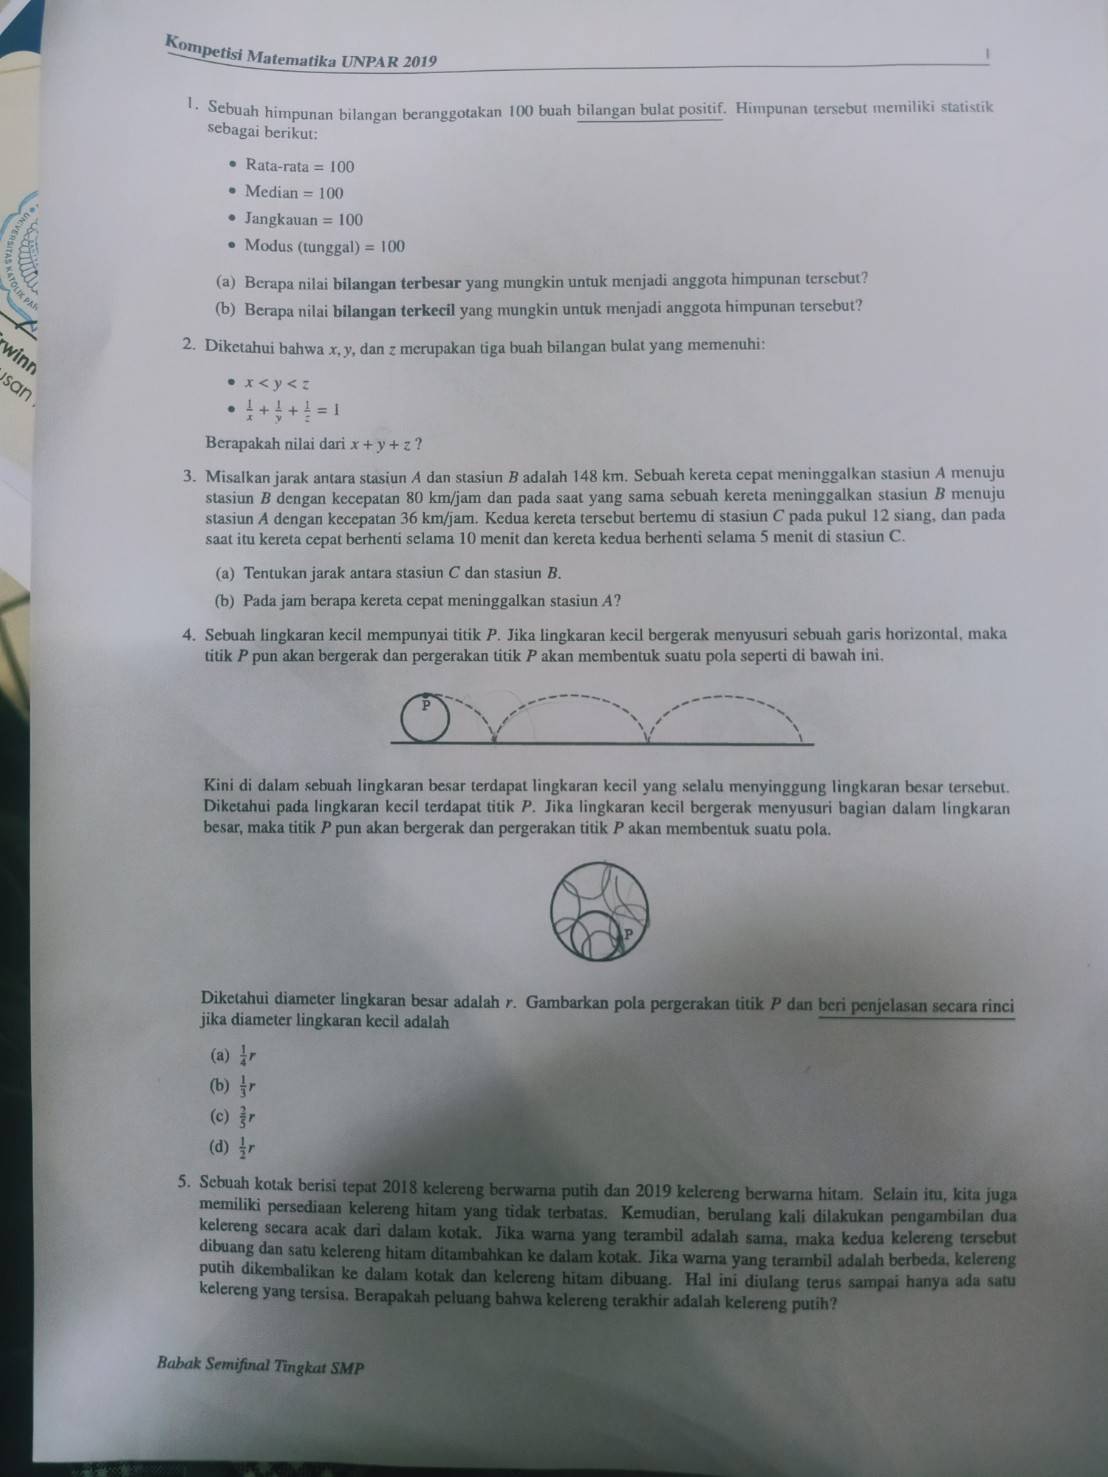 Kompetisi Matematika UNPAR 2019
1
1. Sebuah himpunan bilangan beranggotakan 100 buah bilangan bulat positif. Himpunan tersebut memiliki statistik
sebagai berikut:
• Rata-rata = 100
• Median = 100
• Jangkauan = 100
• Modus (tunggal) = 100
(a) Berapa nilai bilangan terbesar yang mungkin untuk menjadi anggota himpunan tersebut?
(b) Berapa nilai bilangan terkecil yang mungkin untuk menjadi anggota himpunan tersebut?
2. Diketahui bahwa x, y, dan z merupakan tiga buah bilangan bulat yang memenuhi:
• x < y < z
• 1/x + 1/y + 1/z = 1
Berapakah nilai dari x + y + z ?
3. Misalkan jarak antara stasiun A dan stasiun B adalah 148 km. Sebuah kereta cepat meninggalkan stasiun A menuju
stasiun B dengan kecepatan 80 km/jam dan pada saat yang sama sebuah kereta meninggalkan stasiun B menuju
stasiun A dengan kecepatan 36 km/jam. Kedua kereta tersebut bertemu di stasiun C pada pukul 12 siang, dan pada
saat itu kereta cepat berhenti selama 10 menit dan kereta kedua berhenti selama 5 menit di stasiun C.
(a) Tentukan jarak antara stasiun C dan stasiun B.
(b) Pada jam berapa kereta cepat meninggalkan stasiun A?
4. Sebuah lingkaran kecil mempunyai titik P. Jika lingkaran kecil bergerak menyusuri sebuah garis horizontal, maka
titik P pun akan bergerak dan pergerakan titik P akan membentuk suatu pola seperti di bawah ini.
P
Kini di dalam sebuah lingkaran besar terdapat lingkaran kecil yang selalu menyinggung lingkaran besar tersebut.
Diketahui pada lingkaran kecil terdapat titik P. Jika lingkaran kecil bergerak menyusuri bagian dalam lingkaran
besar, maka titik P pun akan bergerak dan pergerakan titik P akan membentuk suatu pola.
P
Diketahui diameter lingkaran besar adalah r. Gambarkan pola pergerakan titik P dan beri penjelasan secara rinci
jika diameter lingkaran kecil adalah
(a) 1/4 r
(b) 1/3 r
(c) 2/5 r
(d) 1/2 r
5. Sebuah kotak berisi tepat 2018 kelereng berwarna putih dan 2019 kelereng berwarna hitam. Selain itu, kita juga
memiliki persediaan kelereng hitam yang tidak terbatas. Kemudian, berulang kali dilakukan pengambilan dua
kelereng secara acak dari dalam kotak. Jika warna yang terambil adalah sama, maka kedua kelereng tersebut
dibuang dan satu kelereng hitam ditambahkan ke dalam kotak. Jika warna yang terambil adalah berbeda, kelereng
putih dikembalikan ke dalam kotak dan kelereng hitam dibuang. Hal ini diulang terus sampai hanya ada satu
kelereng yang tersisa. Berapakah peluang bahwa kelereng terakhir adalah kelereng putih?
Babak Semifinal Tingkat SMP